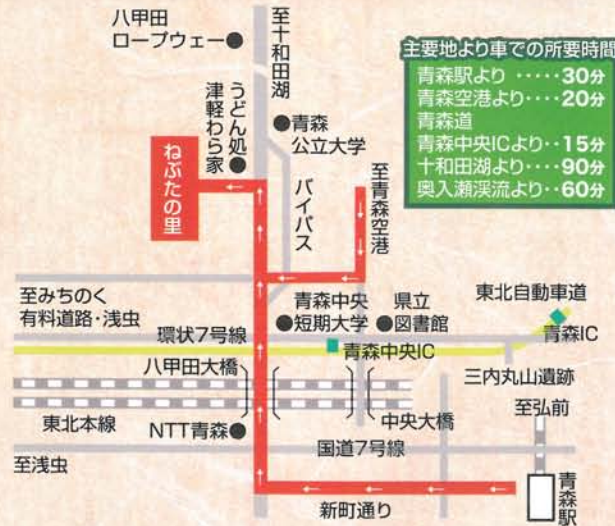 八甲田
ロープウェー●
至十和田湖
主要地より車での所要時間
青森駅より ‥‥‥30分
青森空港より‥‥20分
青森道
青森中央ICより‥‥15分
十和田湖より‥‥90分
奥入瀬渓流より‥‥60分
うどん処
津軽わら家●
●青森
公立大学
ねぶたの里
バイパス
至青森空港
至みちのく
有料道路・浅虫
青森中央
●短期大学
県立
●図書館
東北自動車道
環状7号線
青森中央IC
青森IC
八甲田大橋
三内丸山遺跡
東北本線
NTT青森●
中央大橋
至弘前
国道7号線
至浅虫
新町通り
青森駅